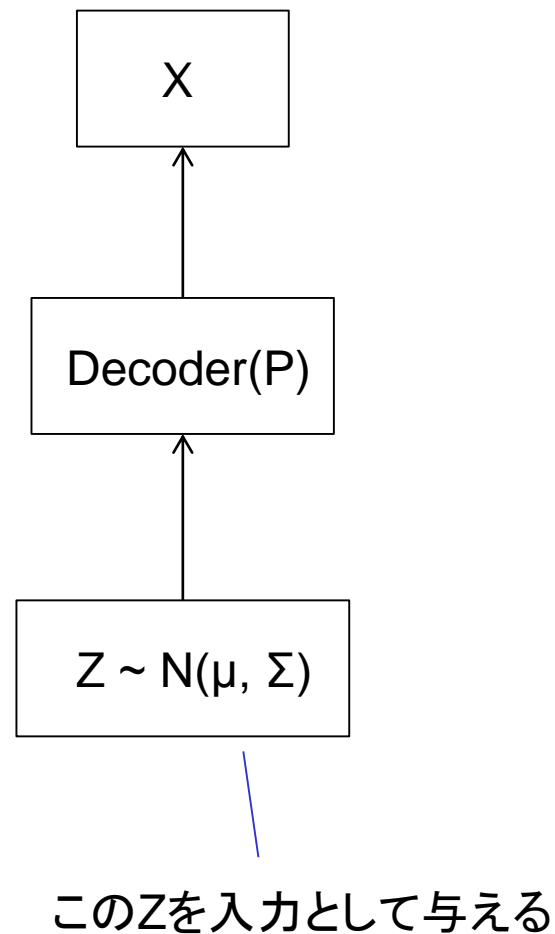 X
Decoder(P)
Z ~ N(μ, Σ)
このZを入力として与える